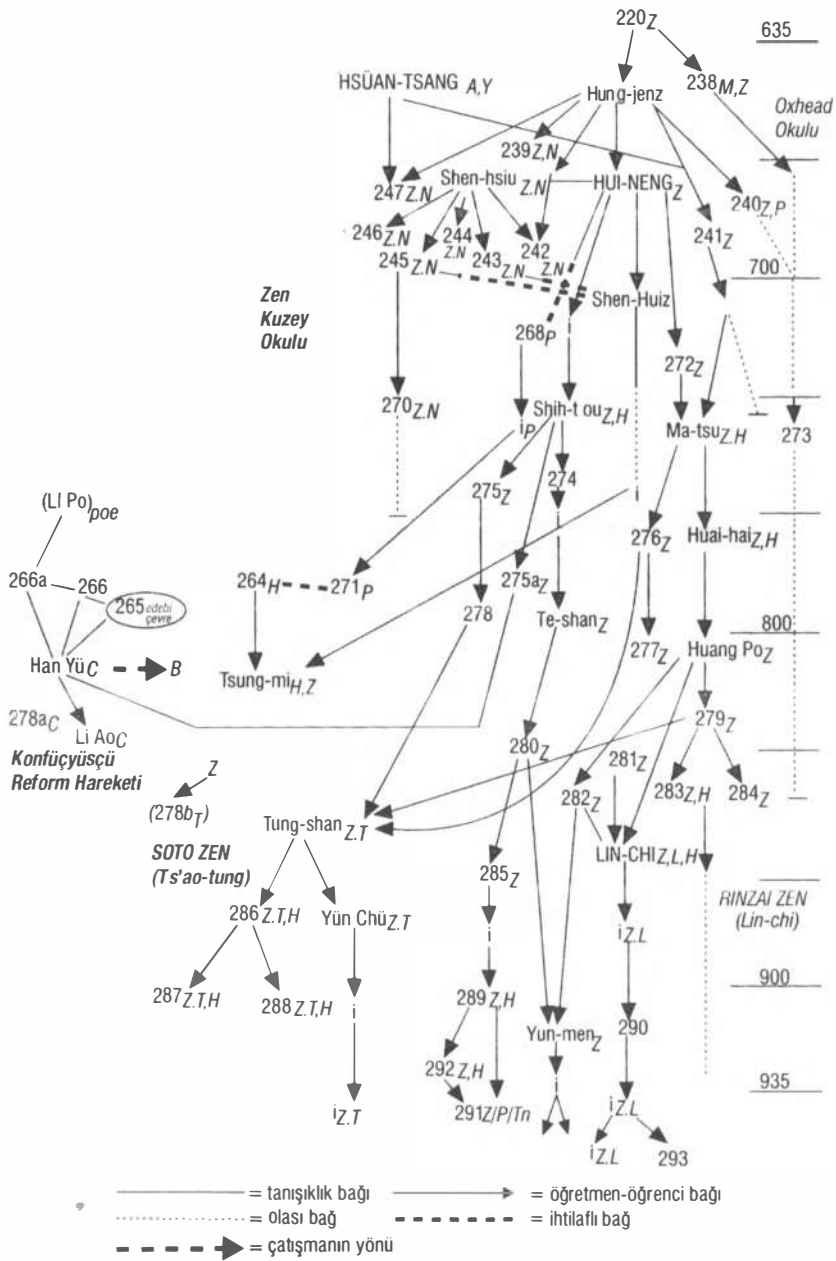 220Z
635
HSÜAN-TSANG A,Y
238M,Z
Hung-jenz
Oxhead
Okulu
239Z,N
247Z.N
Shen-hsiu Z,N
HUI-NENGZ
240Z,P
246Z.N
244Z.N
242Z.N
241Z
245Z.N
243Z.N
700
Zen
Kuzey
Okulu
Shen-Huiz
i
268P
272Z
270Z.N
iP
Shih-t ouZ,H
Ma-tsuZ.H
273
(Li Po)poe
275Z
274
i
i
276Z
Huai-haiZ,H
266a
266
265edebi çevre
264H
271P
275aZ
278
Te-shanZ
800
277Z
Huang PoZ
Han YüC
B
Tsung-miH,Z
278aC
Li AoC
279Z
Konfüçyüsçü
Reform Hareketi
280Z
281Z
Z
(278bT)
282Z
283Z,H
284Z
Tung-shanZ.T
SOTO ZEN
(Ts'ao-tung)
LIN-CHIZ,L,H
285Z
RINZAI ZEN
(Lin-chi)
286Z.T,H
Yün ChüZ.T
i
iZ.L
287Z.T,H
288Z.T,H
i
289Z,H
900
Yun-menZ
290
292Z,H
i
935
iZ.T
291Z/P/Tn
iZ.L
iZ.L
293
= tanışıklık bağı
= öğretmen-öğrenci bağı
= olası bağ
= ihtilaflı bağ
= çatışmanın yönü